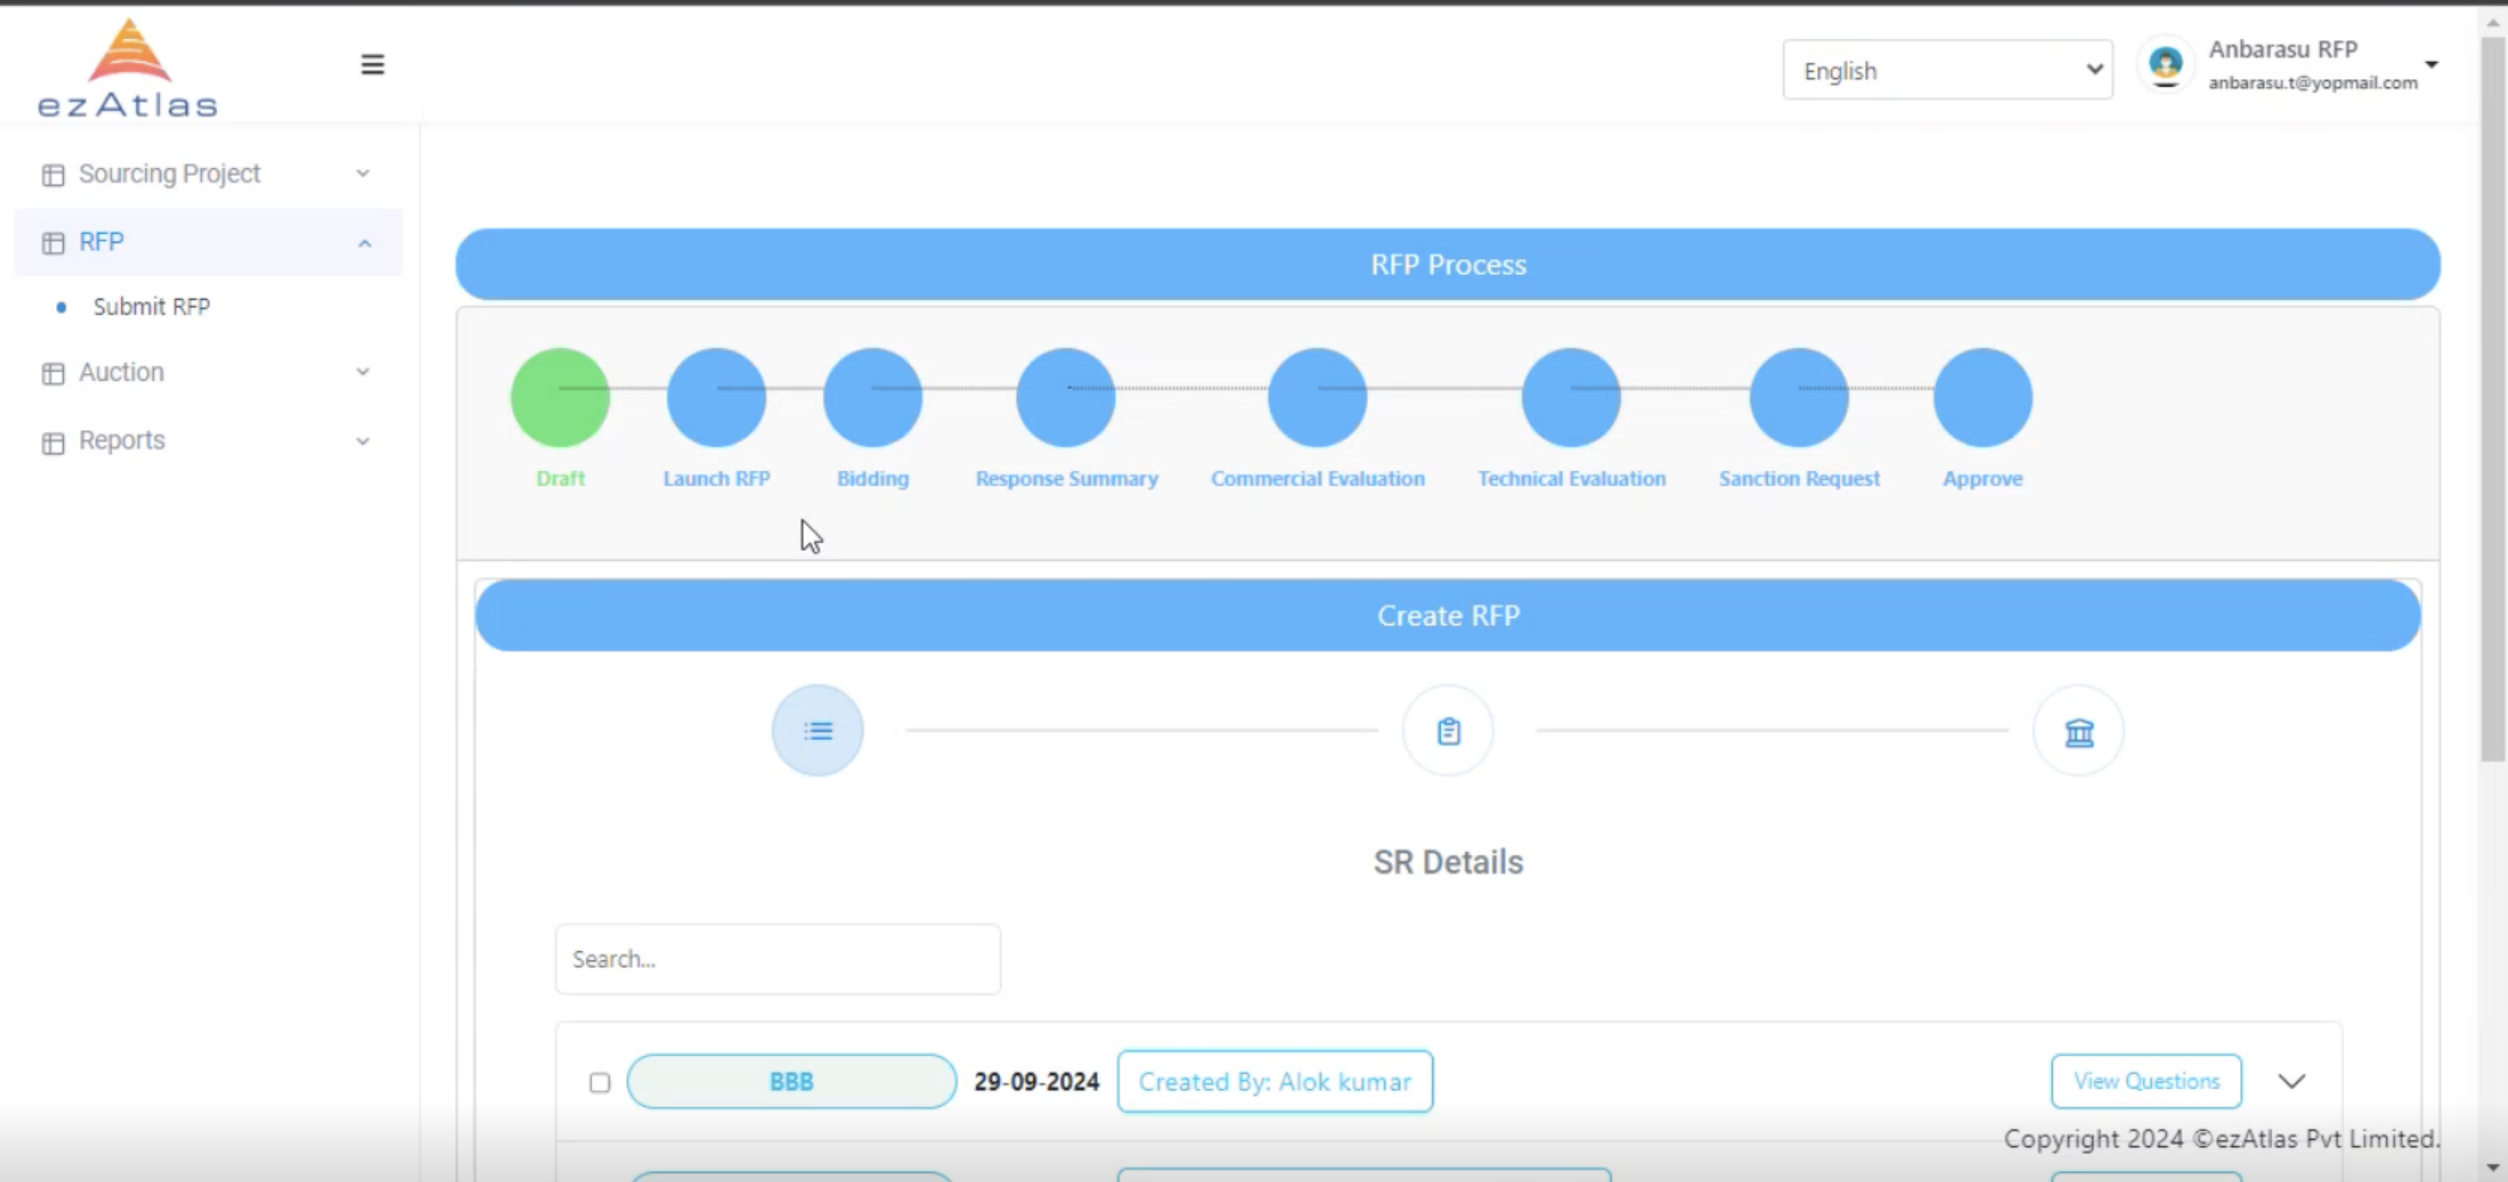 ezAtlas
English
Anbarasu RFP
anbarasu.t@yopmail.com
Sourcing Project
RFP
Submit RFP
Auction
Reports
RFP Process
Draft
Launch RFP
Bidding
Response Summary
Commercial Evaluation
Technical Evaluation
Sanction Request
Approve
Create RFP
SR Details
Search...
BBB 29-09-2024 Created By: Alok kumar View Questions
Copyright 2024 ©ezAtlas Pvt Limited.